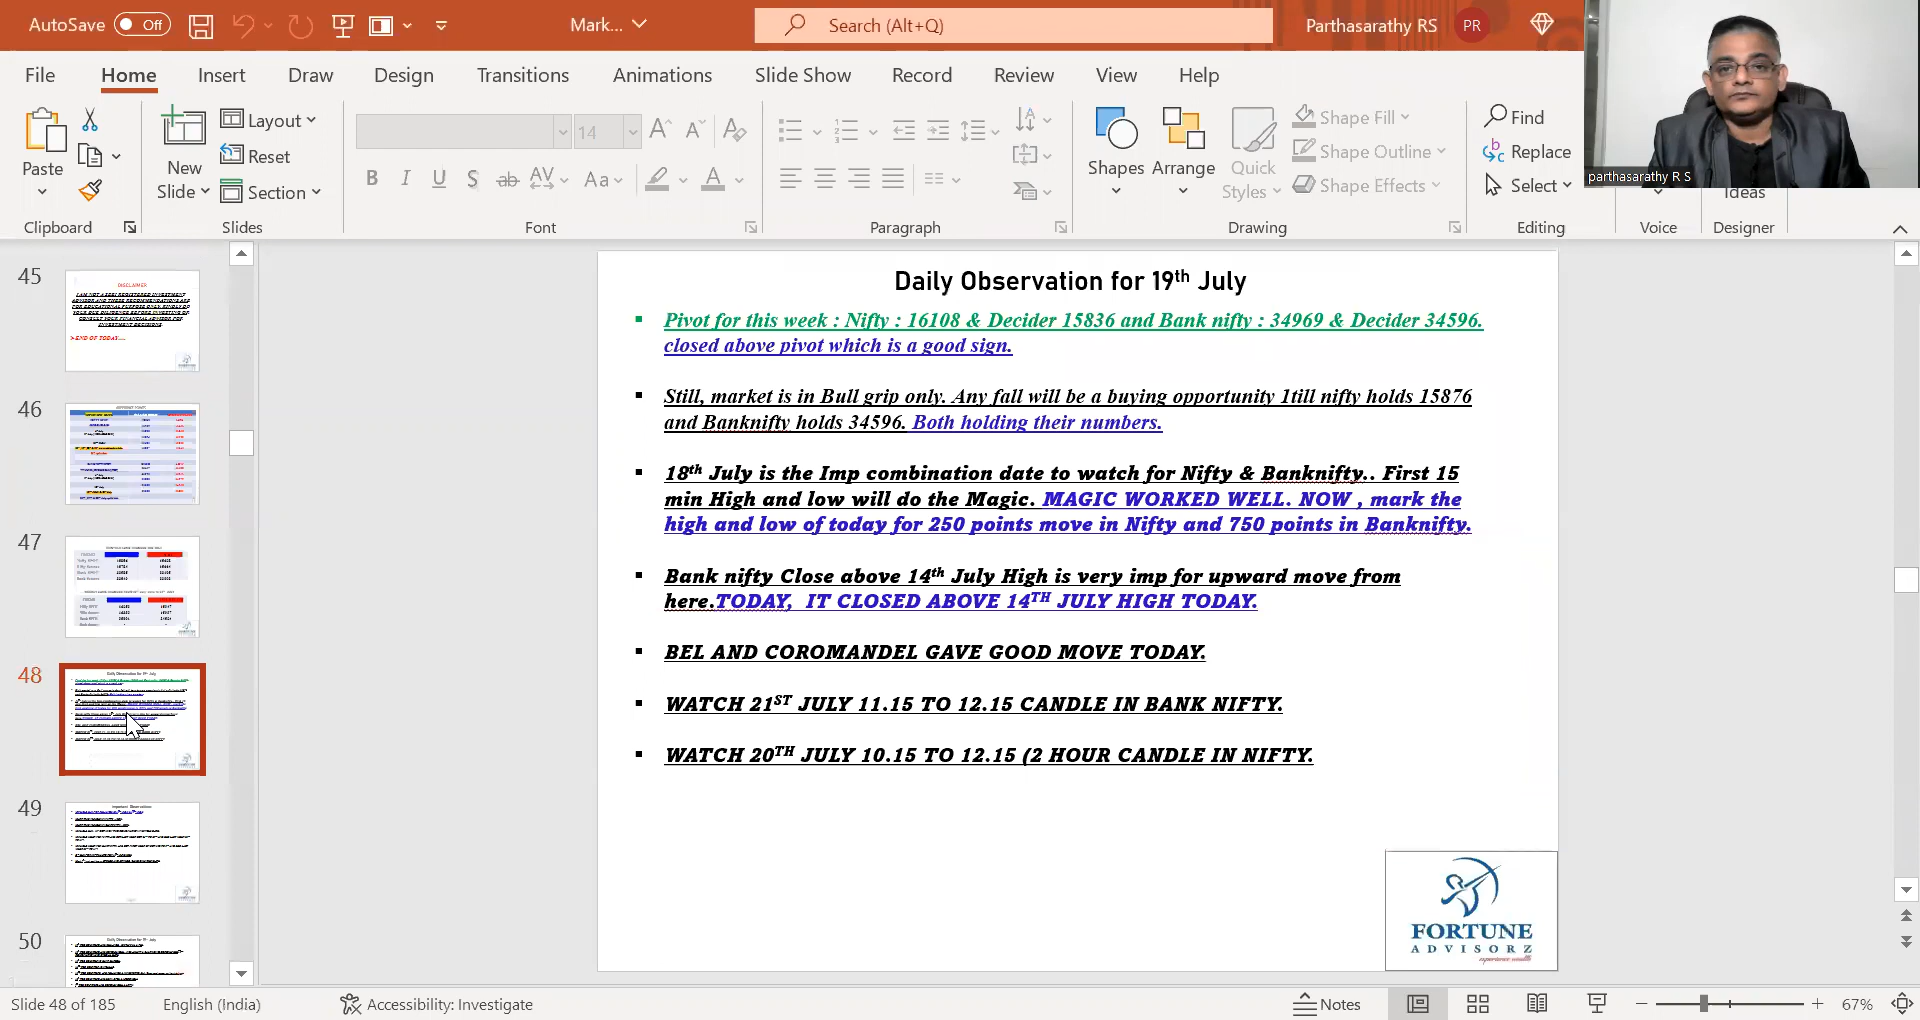 AutoSave Off Mark... Search (Alt+Q) Parthasarathy RS PR
File Home Insert Draw Design Transitions Animations Slide Show Record Review View Help
Paste
New
Slide
Layout
Reset
Section
14
Shapes Arrange Quick
Styles
Shape Fill
Shape Outline
Shape Effects
Find
Replace
Select
parthasarathy R S
Ideas
Clipboard Slides Font Paragraph Drawing Editing Voice Designer
45
DISCLAIMER
46
47
48
49
50
Daily Observation for 19th July
Pivot for this week : Nifty : 16108 & Decider 15836 and Bank nifty : 34969 & Decider 34596.
closed above pivot which is a good sign.
Still, market is in Bull grip only. Any fall will be a buying opportunity 1till nifty holds 15876
and Banknifty holds 34596. Both holding their numbers.
18th July is the Imp combination date to watch for Nifty & Banknifty.. First 15
min High and low will do the Magic. MAGIC WORKED WELL. NOW , mark the
high and low of today for 250 points move in Nifty and 750 points in Banknifty.
Bank nifty Close above 14th July High is very imp for upward move from
here.TODAY, IT CLOSED ABOVE 14TH JULY HIGH TODAY.
BEL AND COROMANDEL GAVE GOOD MOVE TODAY.
WATCH 21ST JULY 11.15 TO 12.15 CANDLE IN BANK NIFTY.
WATCH 20TH JULY 10.15 TO 12.15 (2 HOUR CANDLE IN NIFTY.
FORTUNE
ADVISORZ
experience wealth
Slide 48 of 185 English (India) Accessibility: Investigate Notes 67%